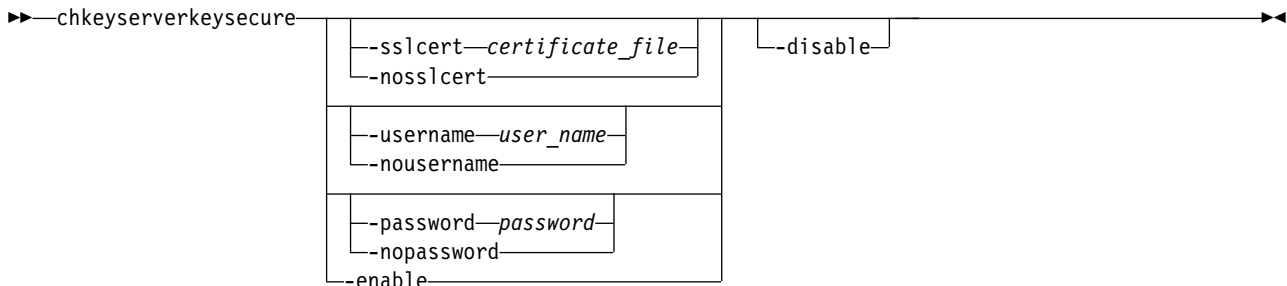 ►►─chkeyserverkeysecure
-sslcert certificate_file
-nosslcert
-disable
-username user_name
-nousername
-password password
-nopassword
-enable